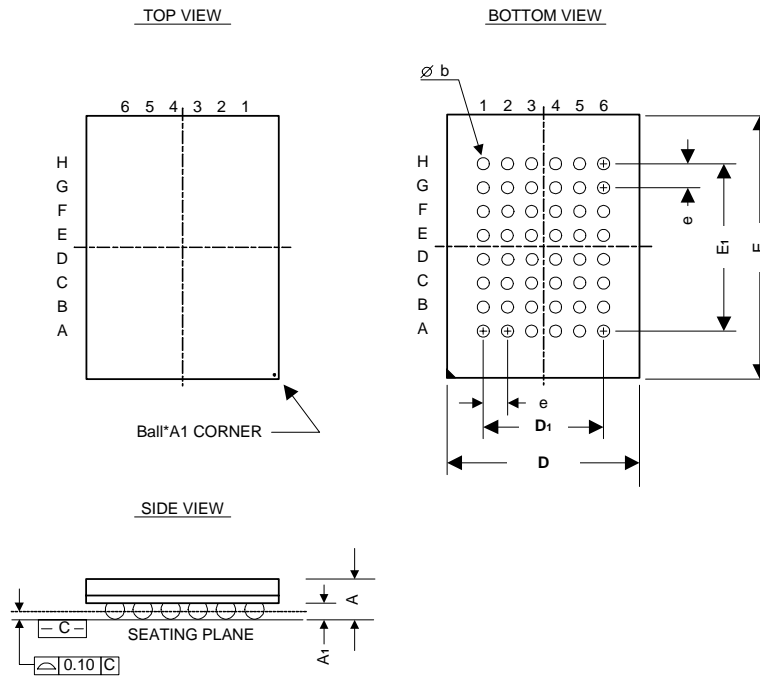 TOP VIEW
6 5 4 3 2 1
H
G
F
E
D
C
B
A
Ball*A1 CORNER
BOTTOM VIEW
Ø b
1 2 3 4 5 6
H
G
F
E
D
C
B
A
e
E1
E
e
D1
D
SIDE VIEW
A
A1
– C –
SEATING PLANE
⌓ 0.10 C